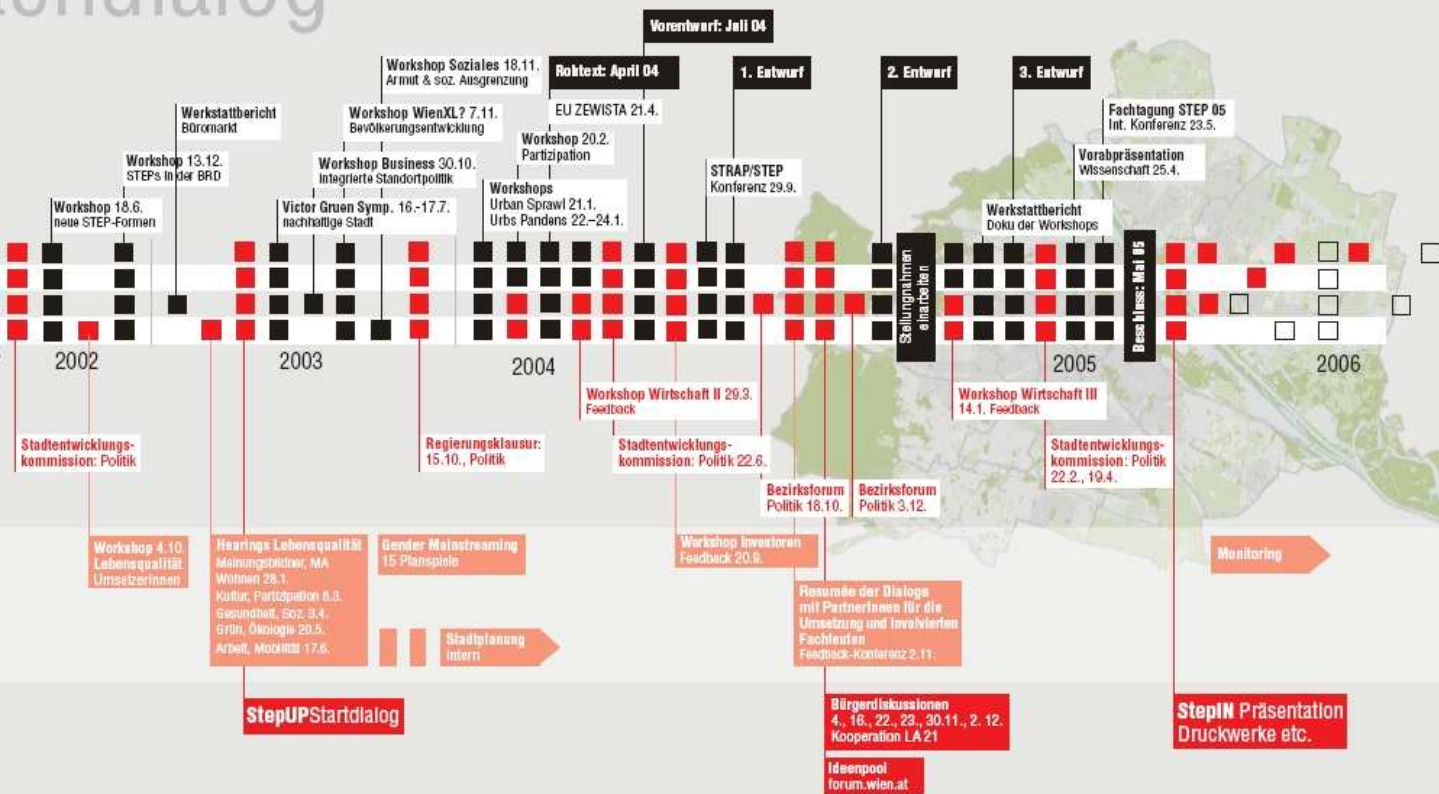 Vorentwurf: Juli 04
Workshop Soziales 18.11.
Armut & soz. Ausgrenzung
Rohtext: April 04
1. Entwurf
2. Entwurf
3. Entwurf
Werkstattbericht
Büromarkt
Workshop WienXL? 7.11.
Bevölkerungsentwicklung
EU ZEWISTA 21.4.
Fachtagung STEP 05
Int. Konferenz 23.5.
Workshop 13.12.
STEPs in der BRD
Workshop Business 30.10.
Integrierte Standortpolitik
Workshop 20.2.
Partizipation
STRAP/STEP
Konferenz 29.9.
Vorabpräsentation
Wissenschaft 25.4.
Workshop 18.6.
neue STEP-Formen
Victor Gruen Symp. 16.-17.7.
nachhaltige Stadt
Workshops
Urban Sprawl 21.1.
Urbs Pandens 22.–24.1.
Werkstattbericht
Doku der Workshops
Stellungnahmen
einarbeiten
Beschluss: Mai 05
2002
2003
2004
2005
2006
Workshop Wirtschaft II 29.3.
Feedback
Workshop Wirtschaft III
14.1. Feedback
Stadtentwicklungs-
kommission: Politik
Regierungsklausur:
15.10., Politik
Stadtentwicklungs-
kommission: Politik 22.6.
Stadtentwicklungs-
kommission: Politik
22.2., 19.4.
Bezirksforum
Politik 18.10.
Bezirksforum
Politik 3.12.
Workshop 4.10.
Lebensqualität
UmsetzerInnen
Hearings Lebensqualität
Meinungsbildner, MA
Wohnen 28.1.
Kultur, Partizipation 6.3.
Gesundheit, Soz. 3.4.
Grün, Ökologie 20.5.
Arbeit, Mobilität 17.6.
Gender Mainstreaming
15 Planspiele
Workshop Investoren
Feedback 20.9.
Monitoring
Stadtplanung
intern
Resumée der Dialoge
mit PartnerInnen für die
Umsetzung und involvierten
Fachleuten
Feedback-Konferenz 2.11.
StepUPStartdialog
Bürgerdiskussionen
4., 16., 22., 23., 30.11., 2. 12.
Kooperation LA 21
StepIN Präsentation
Druckwerke etc.
Ideenpool
forum.wien.at